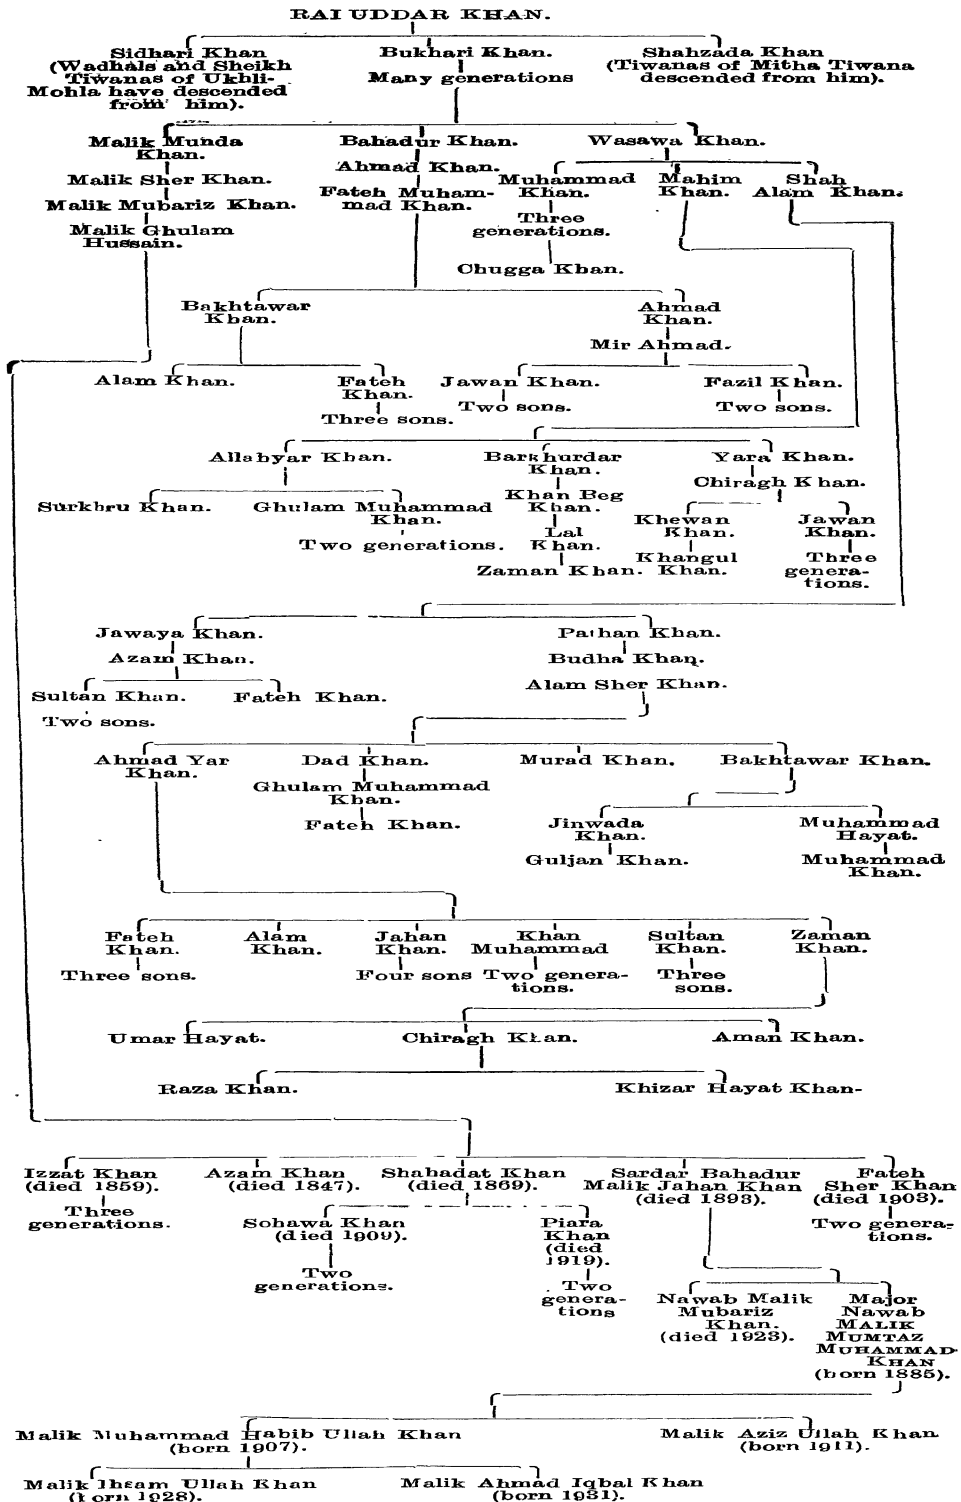 RAI UDDAR KHAN.
Sidhari Khan
(Wadhals and Sheikh
Tiwanas of Ukhli-
Mohla have descended
from him).
Bukhari Khan.
Many generations
Shahzada Khan
(Tiwanas of Mitha Tiwana
descended from him).
Malik Munda
Khan.
Malik Sher Khan.
Malik Mubariz Khan.
Malik Ghulam
Hussain.
Bahadur Khan.
Ahmad Khan.
Fateh Muham-
mad Khan.
Wasawa Khan.
Muhammad
Khan.
Three
generations.
Chugga Khan.
Mahim
Khan.
Shah
Alam Khan.
Bakhtawar
Khan.
Ahmad
Khan.
Mir Ahmad.
Alam Khan.
Fateh
Khan.
Three sons.
Jawan Khan.
Two sons.
Fazil Khan.
Two sons.
Allahyar Khan.
Barkhurdar
Khan.
Khan Beg
Khan.
Lal
Khan.
Zaman Khan.
Yara Khan.
Chiragh Khan.
Surkhru Khan.
Ghulam Muhammad
Khan.
Two generations.
Khewan
Khan.
Khangul
Khan.
Jawan
Khan.
Three
genera-
tions.
Jawaya Khan.
Azam Khan.
Pathan Khan.
Budha Khan.
Alam Sher Khan.
Sultan Khan.
Two sons.
Fateh Khan.
Ahmad Yar
Khan.
Dad Khan.
Ghulam Muhammad
Khan.
Fateh Khan.
Murad Khan.
Bakhtawar Khan.
Jinwada
Khan.
Guljan Khan.
Muhammad
Hayat.
Muhammad
Khan.
Fateh
Khan.
Three sons.
Alam
Khan.
Jahan
Khan.
Four sons
Khan
Muhammad
Two genera-
tions.
Sultan
Khan.
Three
sons.
Zaman
Khan.
Umar Hayat.
Chiragh Khan.
Aman Khan.
Raza Khan.
Khizar Hayat Khan-
Izzat Khan
(died 1859).
Three
generations.
Azam Khan
(died 1847).
Shahadat Khan
(died 1869).
Sardar Bahadur
Malik Jahan Khan
(died 1893).
Fateh
Sher Khan
(died 1903).
Two genera-
tions.
Sohawa Khan
(died 1909).
Two
generations.
Piara
Khan
(died
1919).
Two
genera-
tions
Nawab Malik
Mubariz
Khan.
(died 1923).
Major
Nawab
MALIK
MUMTAZ
MUHAMMAD
KHAN
(born 1885).
Malik Muhammad Habib Ullah Khan
(born 1907).
Malik Aziz Ullah Khan
(born 1911).
Malik Ihsam Ullah Khan
(born 1928).
Malik Ahmad Iqbal Khan
(born 1931).